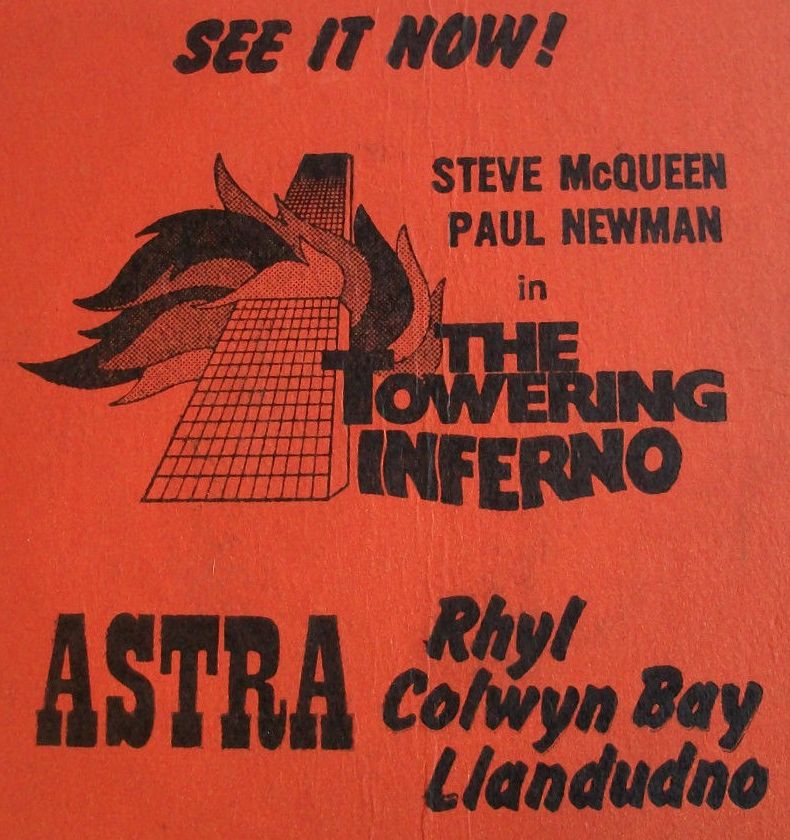 SEE IT NOW!
STEVE McQUEEN
PAUL NEWMAN
in
THE
TOWERING
INFERNO
ASTRA
Rhyl
Colwyn Bay
Llandudno